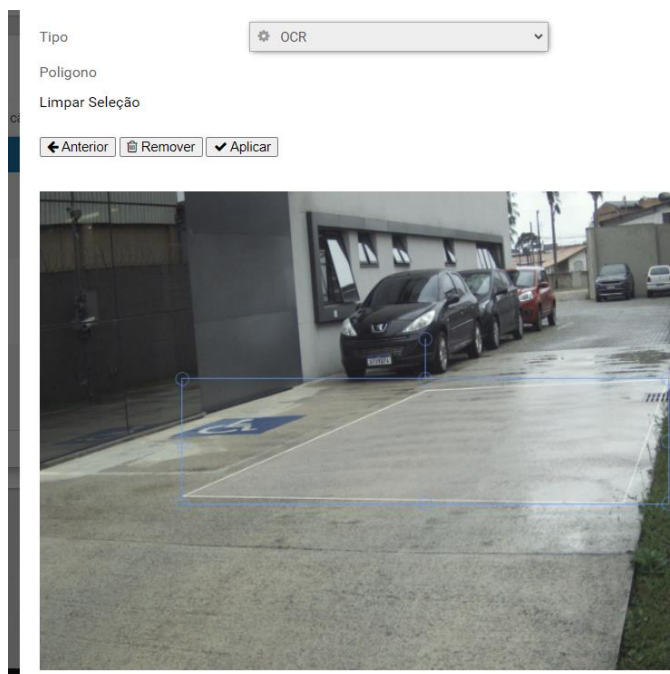 Tipo
OCR
Poligono
Limpar Seleção
Anterior
Remover
Aplicar